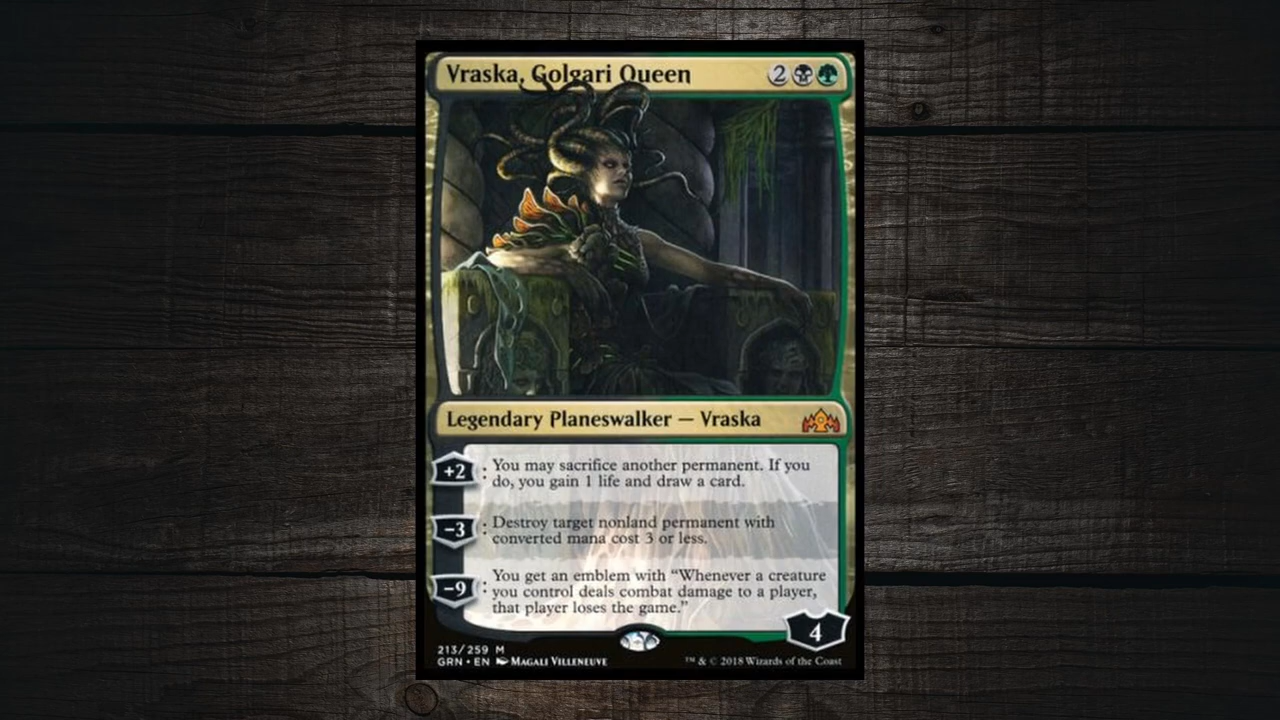 Vraska, Golgari Queen 2
Legendary Planeswalker — Vraska
+2 : You may sacrifice another permanent. If you
do, you gain 1 life and draw a card.
−3 : Destroy target nonland permanent with
converted mana cost 3 or less.
−9 : You get an emblem with “Whenever a creature
you control deals combat damage to a player,
that player loses the game.”
4
213/259 M
GRN • EN Magali Villeneuve ™ & © 2018 Wizards of the Coast